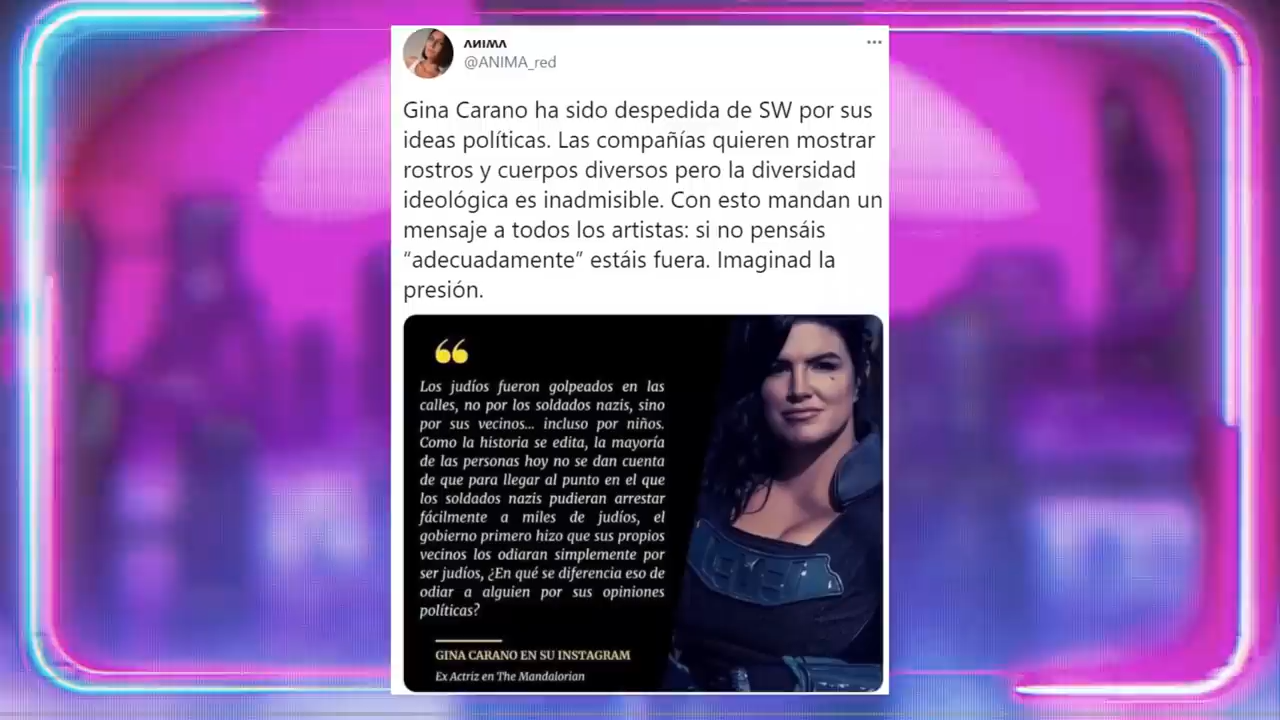 ΛИIMΛ
@ANIMA_red
Gina Carano ha sido despedida de SW por sus
ideas políticas. Las compañías quieren mostrar
rostros y cuerpos diversos pero la diversidad
ideológica es inadmisible. Con esto mandan un
mensaje a todos los artistas: si no pensáis
“adecuadamente” estáis fuera. Imaginad la
presión.
Los judíos fueron golpeados en las
calles, no por los soldados nazis, sino
por sus vecinos... incluso por niños.
Como la historia se edita, la mayoría
de las personas hoy no se dan cuenta
de que para llegar al punto en el que
los soldados nazis pudieran arrestar
fácilmente a miles de judíos, el
gobierno primero hizo que sus propios
vecinos los odiaran simplemente por
ser judíos, ¿En qué se diferencia eso de
odiar a alguien por sus opiniones
políticas?
GINA CARANO EN SU INSTAGRAM
Ex Actriz en The Mandalorian